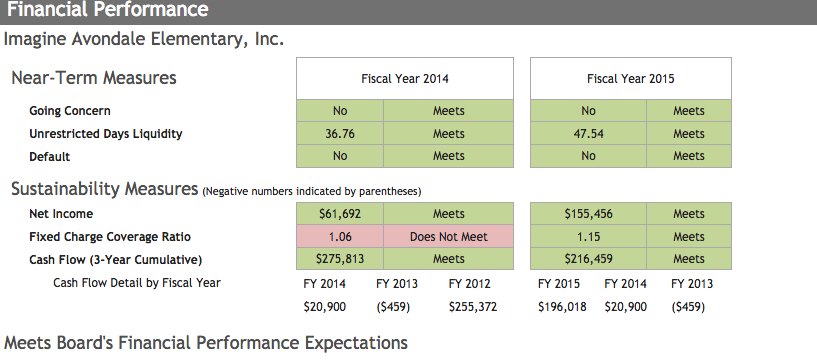 Financial Performance
Imagine Avondale Elementary, Inc.
Near-Term Measures Fiscal Year 2014 Fiscal Year 2015
Going Concern No Meets No Meets
Unrestricted Days Liquidity 36.76 Meets 47.54 Meets
Default No Meets No Meets
Sustainability Measures (Negative numbers indicated by parentheses)
Net Income $61,692 Meets $155,456 Meets
Fixed Charge Coverage Ratio 1.06 Does Not Meet 1.15 Meets
Cash Flow (3-Year Cumulative) $275,813 Meets $216,459 Meets
Cash Flow Detail by Fiscal Year FY 2014 FY 2013 FY 2012 FY 2015 FY 2014 FY 2013
$20,900 ($459) $255,372 $196,018 $20,900 ($459)
Meets Board's Financial Performance Expectations